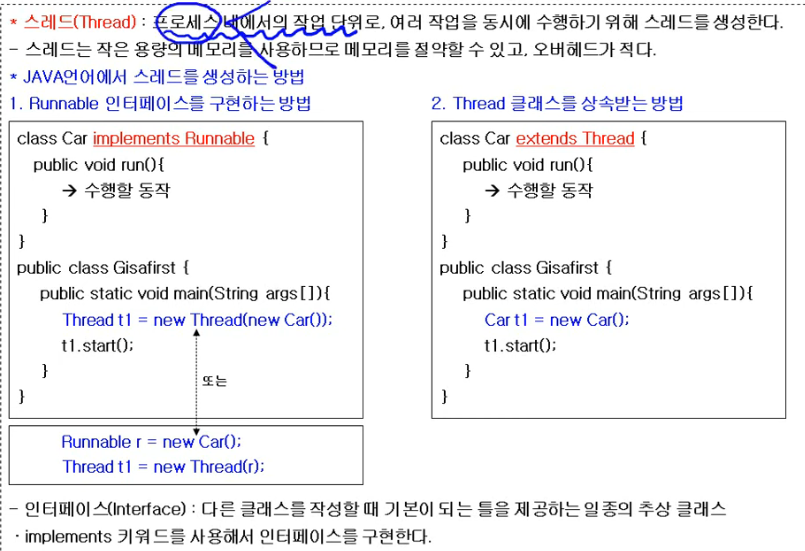 * 스레드(Thread) : 프로세스 내에서의 작업 단위로, 여러 작업을 동시에 수행하기 위해 스레드를 생성한다.
- 스레드는 작은 용량의 메모리를 사용하므로 메모리를 절약할 수 있고, 오버헤드가 적다.
* JAVA언어에서 스레드를 생성하는 방법
1. Runnable 인터페이스를 구현하는 방법
class Car implements Runnable {
public void run(){
→ 수행할 동작
}
}
public class Gisafirst {
public static void main(String args[]){
Thread t1 = new Thread(new Car());
t1.start();
}
}
또는
Runnable r = new Car();
Thread t1 = new Thread(r);
2. Thread 클래스를 상속받는 방법
class Car extends Thread {
public void run(){
→ 수행할 동작
}
}
public class Gisafirst {
public static void main(String args[]){
Car t1 = new Car();
t1.start();
}
}
- 인터페이스(Interface) : 다른 클래스를 작성할 때 기본이 되는 틀을 제공하는 일종의 추상 클래스
· implements 키워드를 사용해서 인터페이스를 구현한다.